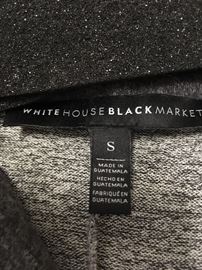 WHITE HOUSE BLACK MARKET
S
MADE IN
GUATEMALA
HECHO EN
GUATEMALA
FABRIQUÉ EN
GUATEMALA